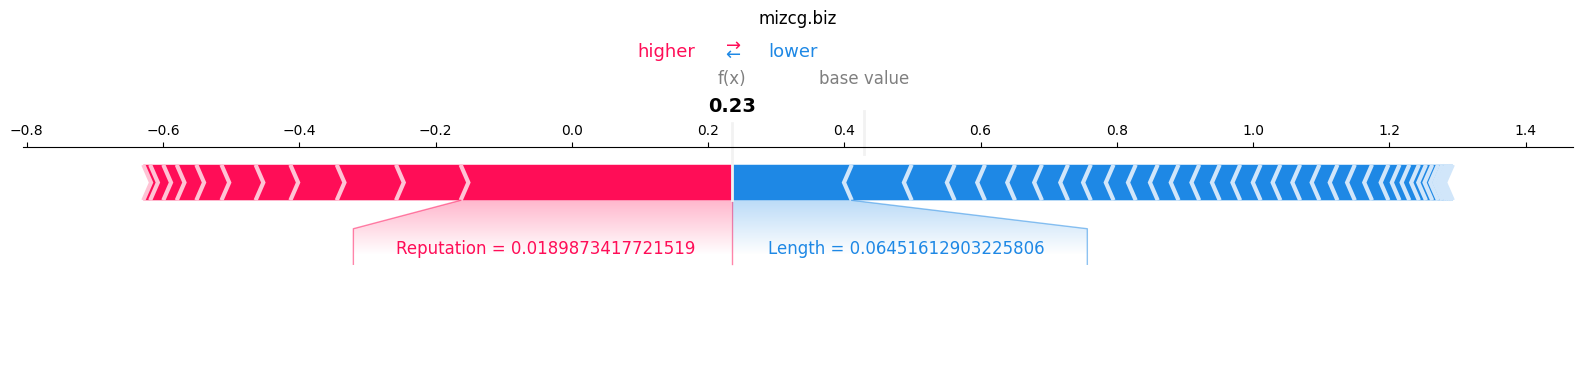 mizcg.biz
higher ⇄ lower
f(x) base value
0.23
−0.8 −0.6 −0.4 −0.2 0.0 0.2 0.4 0.6 0.8 1.0 1.2 1.4
Reputation = 0.0189873417721519 Length = 0.06451612903225806